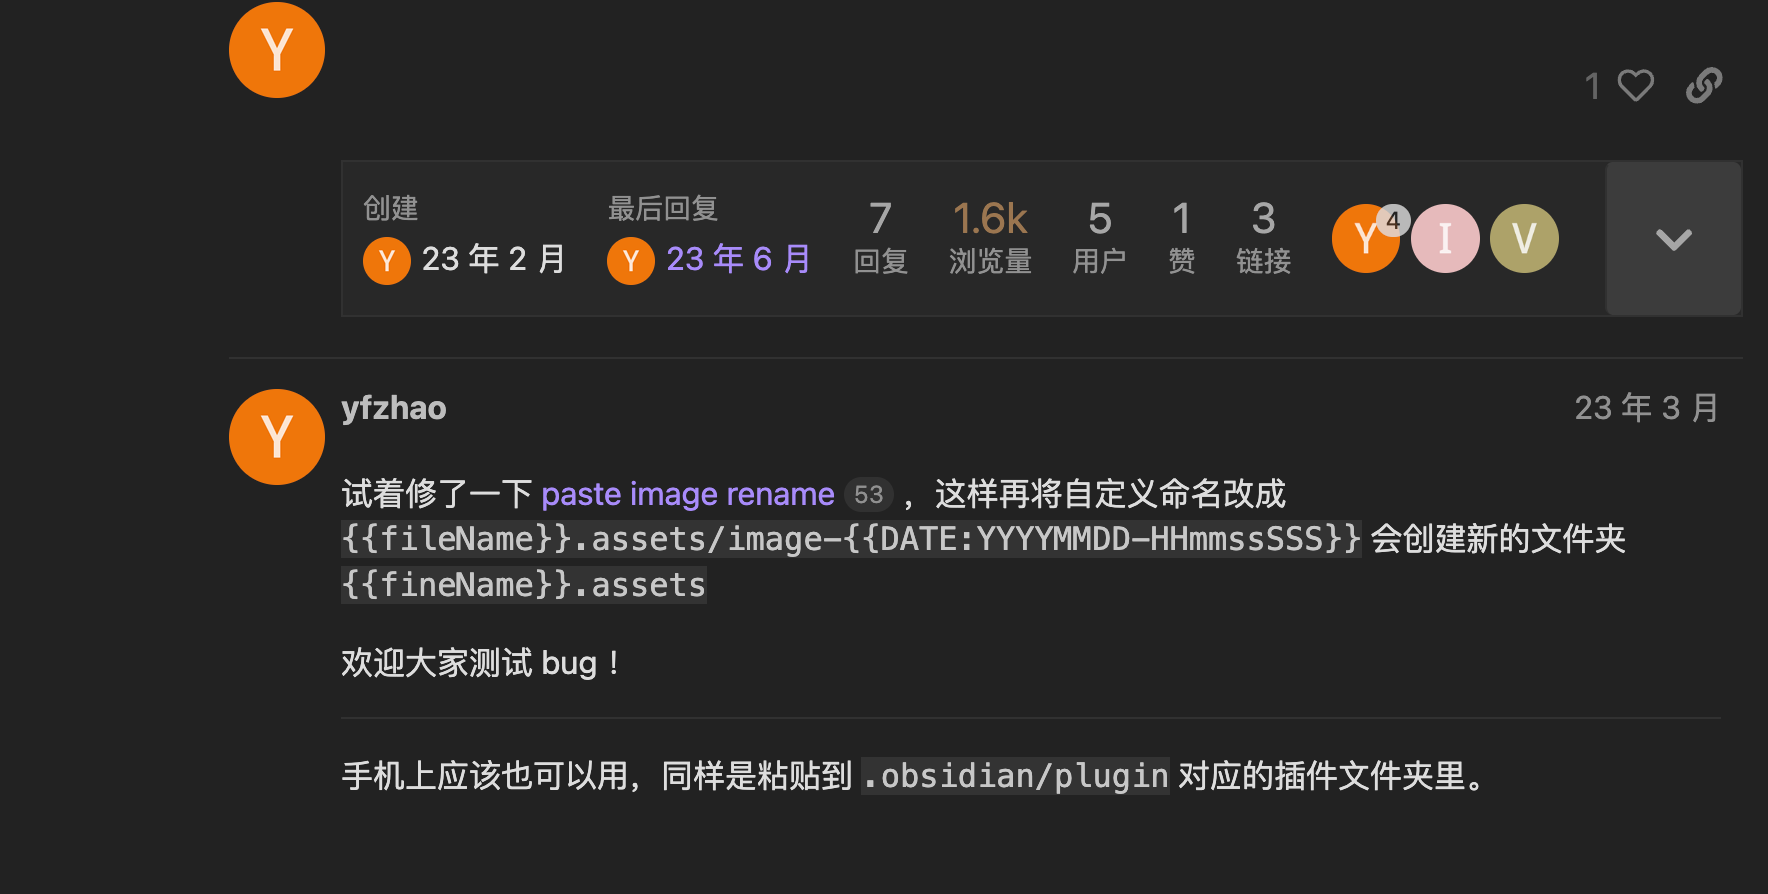 Y
1
创建
最后回复
7
1.6k
5
1
3
Y 23 年 2 月
Y 23 年 6 月
回复
浏览量
用户
赞
链接
Y
4
I
V
Y
yfzhao
23 年 3 月
试着修了一下 paste image rename 53 ，这样再将自定义命名改成
{{fileName}}.assets/image-{{DATE:YYYYMMDD-HHmmssSSS}} 会创建新的文件夹
{{fineName}}.assets
欢迎大家测试 bug！
手机上应该也可以用，同样是粘贴到 .obsidian/plugin 对应的插件文件夹里。